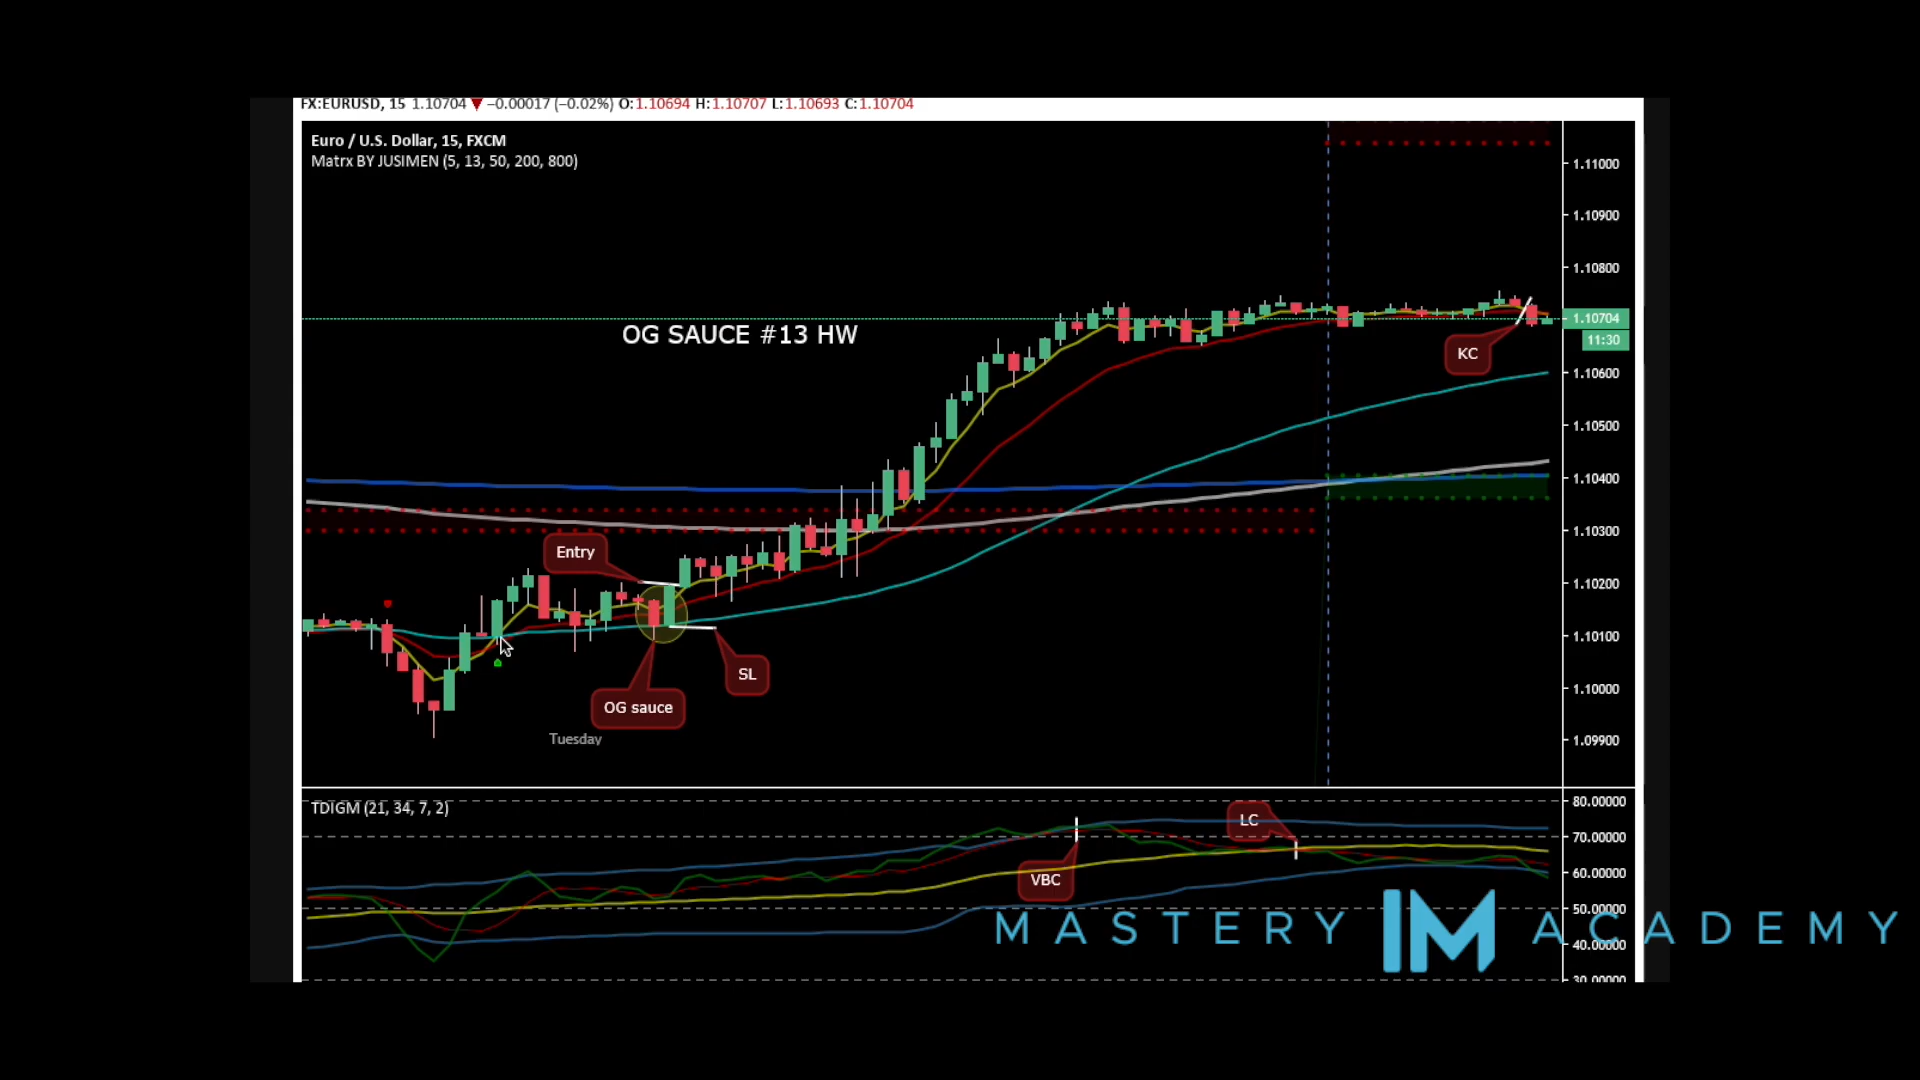 FX:EURUSD, 15 1.10704 ▼ −0.00017 (−0.02%) O:1.10694 H:1.10707 L:1.10693 C:1.10704
Euro / U.S. Dollar, 15, FXCM
Matrx BY JUSIMEN (5, 13, 50, 200, 800)
1.11000
1.10900
1.10800
1.10704
11:30
OG SAUCE #13 HW
KC
1.10600
1.10500
1.10400
1.10300
Entry
1.10200
1.10100
SL
1.10000
OG sauce
Tuesday
1.09900
TDIGM (21, 34, 7, 2)
80.00000
LC
70.00000
VBC
60.00000
50.00000
MASTERY IM ACADEMY
40.00000
30.00000